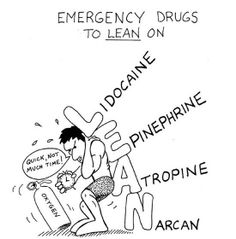 EMERGENCY DRUGS
TO LEAN ON
LIDOCAINE
EPINEPHRINE
ATROPINE
NARCAN
QUICK, NOT
MUCH TIME!
OXYGEN